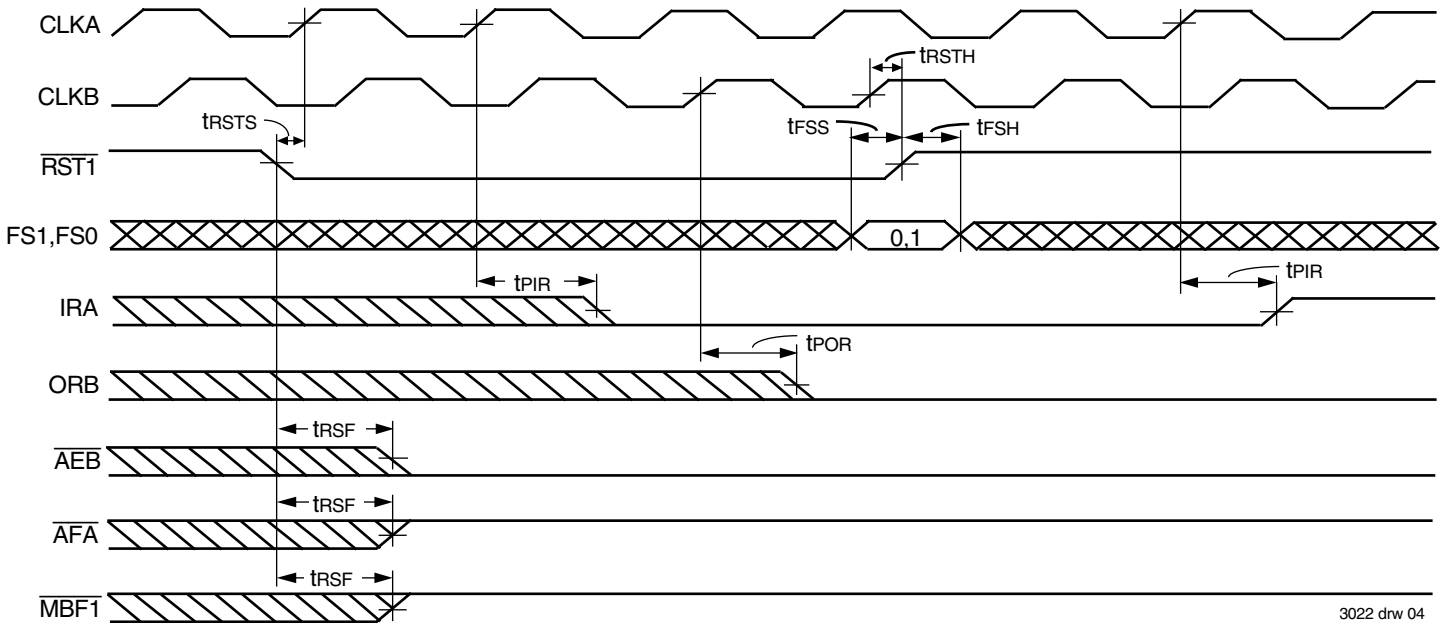 CLKA
tRSTH
CLKB
tRSTS
tFSS
tFSH
RST1
FS1,FS0
0,1
tPIR
tPIR
IRA
tPOR
ORB
tRSF
AEB
tRSF
AFA
tRSF
MBF1
3022 drw 04